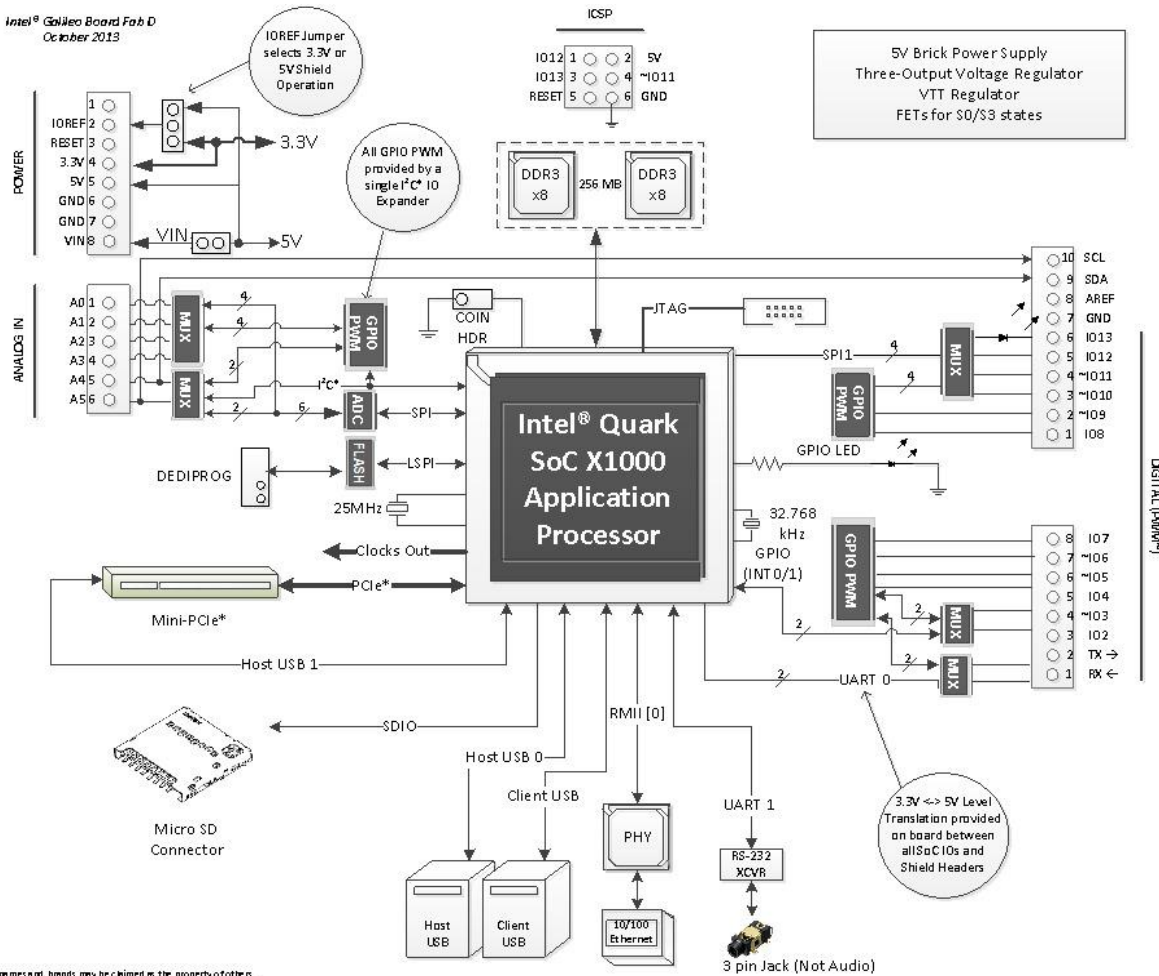 Intel® Galileo Board Fab D
October 2013
IOREF Jumper
selects 3.3V or
5V Shield
Operation
ICSP
IO12 1 2 5V
IO13 3 4 ~IO11
RESET 5 6 GND
5V Brick Power Supply
Three-Output Voltage Regulator
VTT Regulator
FETs for S0/S3 states
POWER
1
IOREF 2
RESET 3
3.3V 4
5V 5
GND 6
GND 7
VIN 8
3.3V
VIN
5V
All GPIO PWM
provided by a
single I²C* IO
Expander
DDR3
x8
256 MB
DDR3
x8
ANALOG IN
A0 1
A1 2
A2 3
A3 4
A4 5
A5 6
MUX
MUX
4
4
2
2
6
GPIO
PWM
I²C*
ADC
SPI
FLASH
LSPI
DEDIPROG
25MHz
COIN
HDR
JTAG
Intel® Quark
SoC X1000
Application
Processor
SPI1
4
4
MUX
GPIO
PWM
10 SCL
9 SDA
8 AREF
7 GND
6 IO13
5 IO12
4 ~IO11
3 ~IO10
2 ~IO9
1 IO8
GPIO LED
DIGITAL (PWM~)
32.768
kHz
GPIO
(INT0/1)
GPIO PWM
8 IO7
7 ~IO6
6 ~IO5
5 IO4
4 ~IO3
3 IO2
2 TX →
1 RX ←
2
2
2
2
MUX
MUX
UART 0
Clocks Out
PCIe*
Mini-PCIe*
Host USB 1
SDIO
Micro SD
Connector
Host USB 0
Client USB
RMII [0]
UART 1
Host
USB
Client
USB
PHY
10/100
Ethernet
RS-232
XCVR
3 pin Jack (Not Audio)
3.3V <-> 5V Level
Translation provided
on board between
all SoC IOs and
Shield Headers
names and brands may be claimed as the property of others